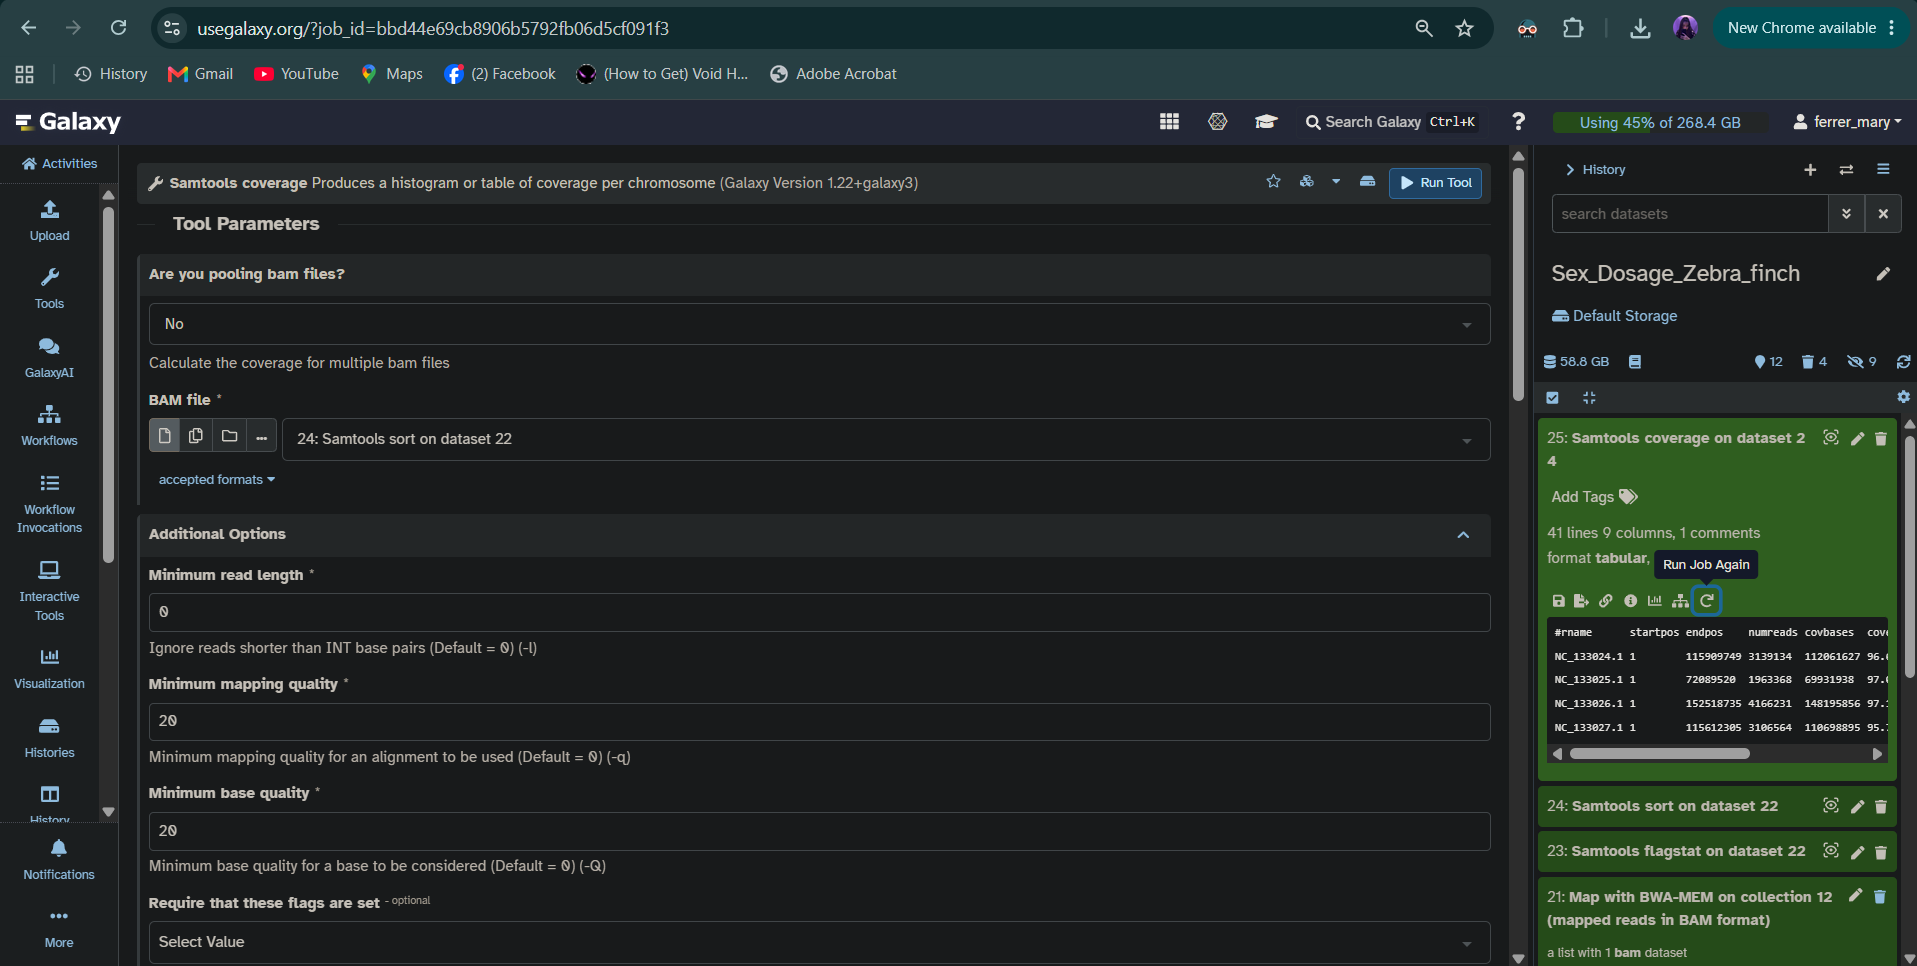 usegalaxy.org/?job_id=bbd44e69cb8906b5792fb06d5cf091f3
New Chrome available
History
Gmail
YouTube
Maps
(2) Facebook
(How to Get) Void H...
Adobe Acrobat
Galaxy
Search Galaxy Ctrl+K
?
Using 45% of 268.4 GB
ferrer_mary
Activities
Upload
Tools
GalaxyAI
Workflows
Workflow
Invocations
Interactive
Tools
Visualization
Histories
History
Notifications
More
Samtools coverage Produces a histogram or table of coverage per chromosome (Galaxy Version 1.22+galaxy3)
Run Tool
Tool Parameters
Are you pooling bam files?
No
Calculate the coverage for multiple bam files
BAM file *
24: Samtools sort on dataset 22
accepted formats
Additional Options
Minimum read length *
0
Ignore reads shorter than INT base pairs (Default = 0) (-l)
Minimum mapping quality *
20
Minimum mapping quality for an alignment to be used (Default = 0) (-q)
Minimum base quality *
20
Minimum base quality for a base to be considered (Default = 0) (-Q)
Require that these flags are set - optional
Select Value
History
search datasets
Sex_Dosage_Zebra_finch
Default Storage
58.8 GB
12
4
9
25: Samtools coverage on dataset 2
4
Add Tags
41 lines 9 columns, 1 comments
format tabular,
Run Job Again
#rname startpos endpos numreads covbases cove
NC_133024.1 1 115909749 3139134 112061627 96.
NC_133025.1 1 72089520 1963368 69931938 97.
NC_133026.1 1 152518735 4166231 148195856 97.
NC_133027.1 1 115612305 3106564 110698895 95.
24: Samtools sort on dataset 22
23: Samtools flagstat on dataset 22
21: Map with BWA-MEM on collection 12
(mapped reads in BAM format)
a list with 1 bam dataset